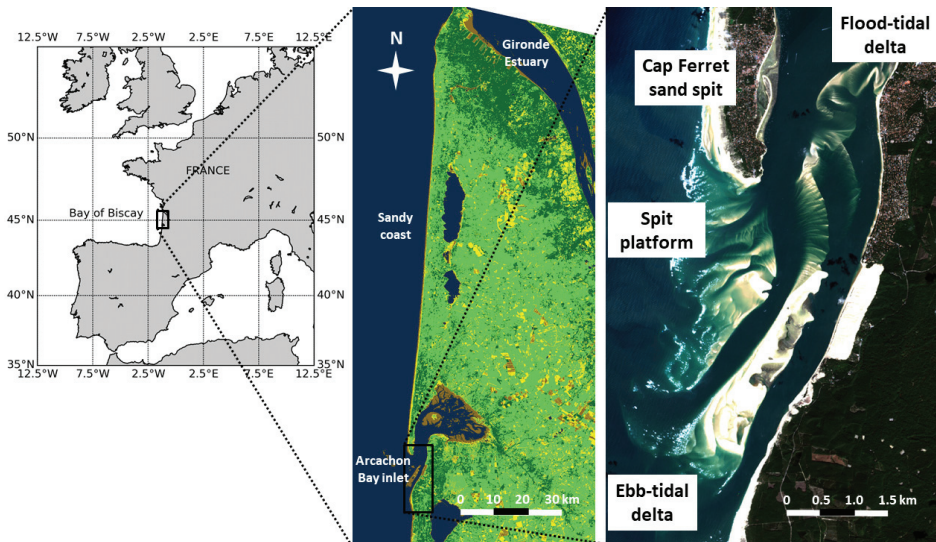 12.5°W 7.5°W 2.5°W 2.5°E 7.5°E 12.5°E
50°N
50°N
45°N
45°N
40°N
40°N
35°N
35°N
12.5°W 7.5°W 2.5°W 2.5°E 7.5°E 12.5°E
FRANCE
Bay of Biscay
N
Gironde
Estuary
Sandy
coast
Arcachon
Bay inlet
0 10 20 30 km
Flood-tidal
delta
Cap Ferret
sand spit
Spit
platform
Ebb-tidal
delta
0 0.5 1.0 1.5 km